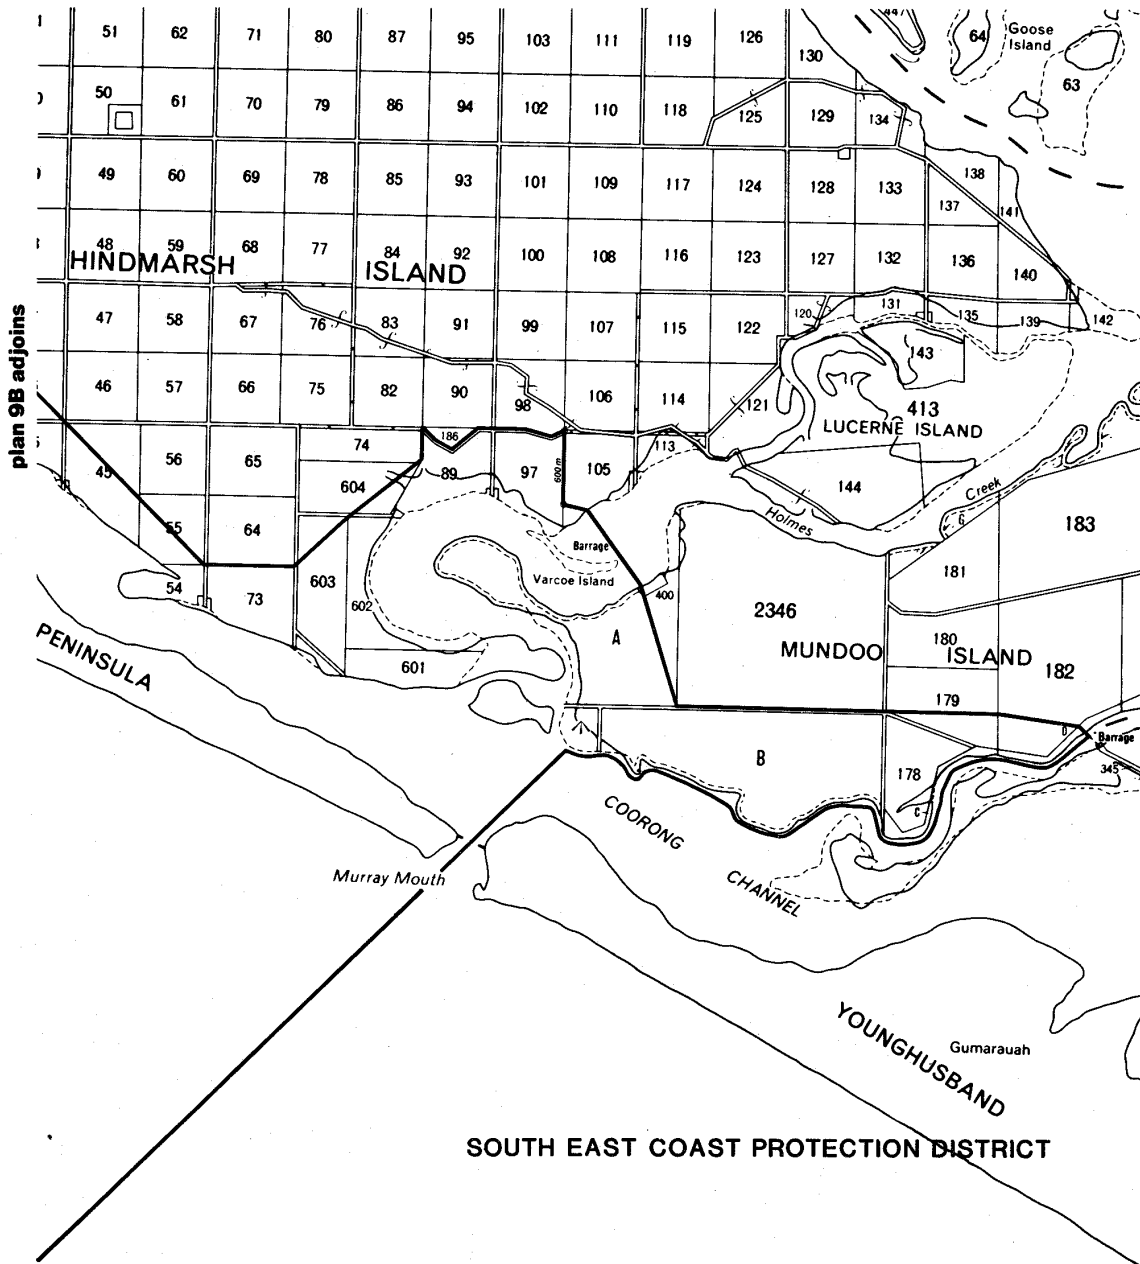 51 62 71 80 87 95 103 111 119 126 130 447 64 Goose
Island
50 61 70 79 86 94 102 110 118 125 129 134 63
49 60 69 78 85 93 101 109 117 124 128 133 138
137 141
48 59 68 77 84 92 100 108 116 123 127 132 136 140
HINDMARSH ISLAND
47 58 67 76 83 91 99 107 115 122 120 131 135 139 142
143
46 57 66 75 82 90 98 106 114 121 413
LUCERNE ISLAND
plan 9B adjoins
45 56 65 74 186 89 97 600m 105 113 144
604
Creek
Holmes
G
183
55 64 603 602 Barrage
Varcoe Island
400
181
54 73 A 2346
180
MUNDOO ISLAND
182
PENINSULA
601
179
D
Barrage
345
B
178
C
COORONG
CHANNEL
Murray Mouth
YOUNGHUSBAND
Gumarauah
SOUTH EAST COAST PROTECTION DISTRICT